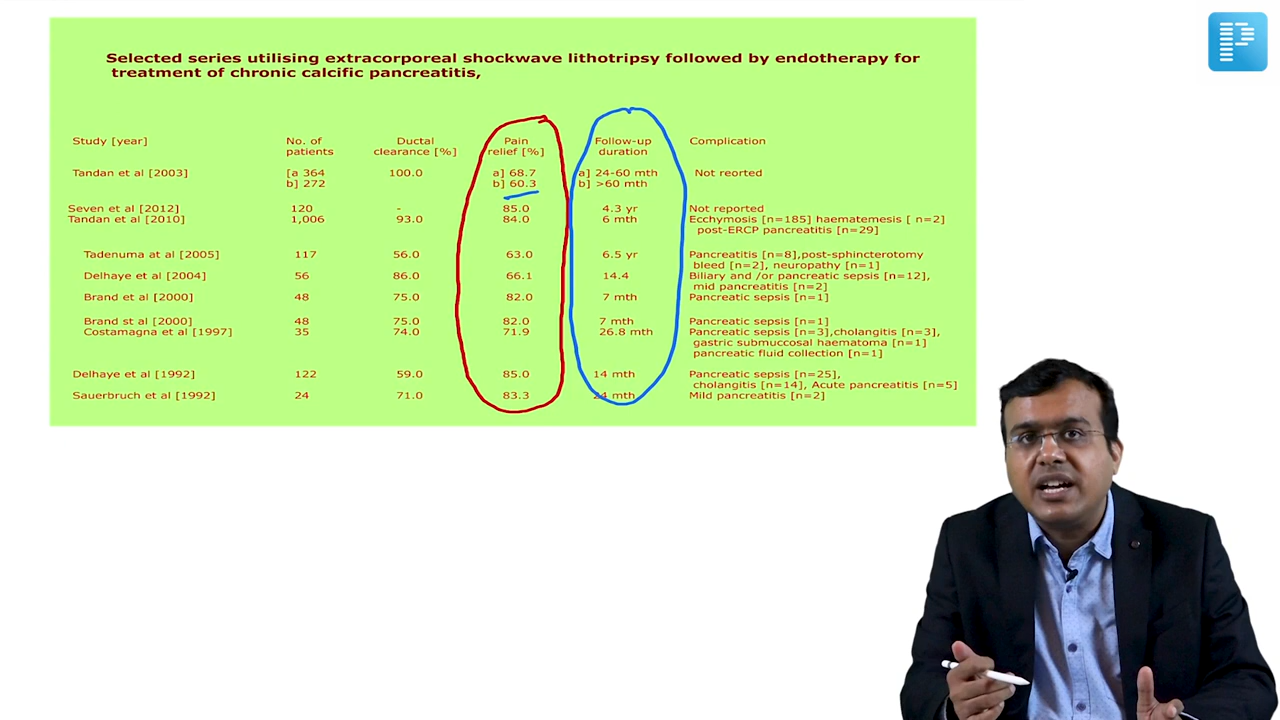 Selected series utilising extracorporeal shockwave lithotripsy followed by endotherapy for
treatment of chronic calcific pancreatitis,
Study [year] No. of patients Ductal clearance [%] Pain relief [%] Follow-up duration Complication
Tandan et al [2003] [a 364 100.0 a] 68.7 a] 24-60 mth Not reorted
b] 272 b] 60.3 b] >60 mth
Seven et al [2012] 120 - 85.0 4.3 yr Not reported
Tandan et al [2010] 1,006 93.0 84.0 6 mth Ecchymosis [n=185] haematemesis [ n=2]
post-ERCP pancreatitis [n=29]
Tadenuma at al [2005] 117 56.0 63.0 6.5 yr Pancreatitis [n=8],post-sphincterotomy
bleed [n=2], neuropathy [n=1]
Delhaye et al [2004] 56 86.0 66.1 14.4 Biliary and /or pancreatic sepsis [n=12],
mid pancreatitis [n=2]
Brand et al [2000] 48 75.0 82.0 7 mth Pancreatic sepsis [n=1]
Brand st al [2000] 48 75.0 82.0 7 mth Pancreatic sepsis [n=1]
Costamagna et al [1997] 35 74.0 71.9 26.8 mth Pancreatic sepsis [n=3],cholangitis [n=3],
gastric submuccosal haematoma [n=1]
pancreatic fluid collection [n=1]
Delhaye et al [1992] 122 59.0 85.0 14 mth Pancreatic sepsis [n=25],
cholangitis [n=14], Acute pancreatitis [n=5]
Sauerbruch et al [1992] 24 71.0 83.3 24 mth Mild pancreatitis [n=2]